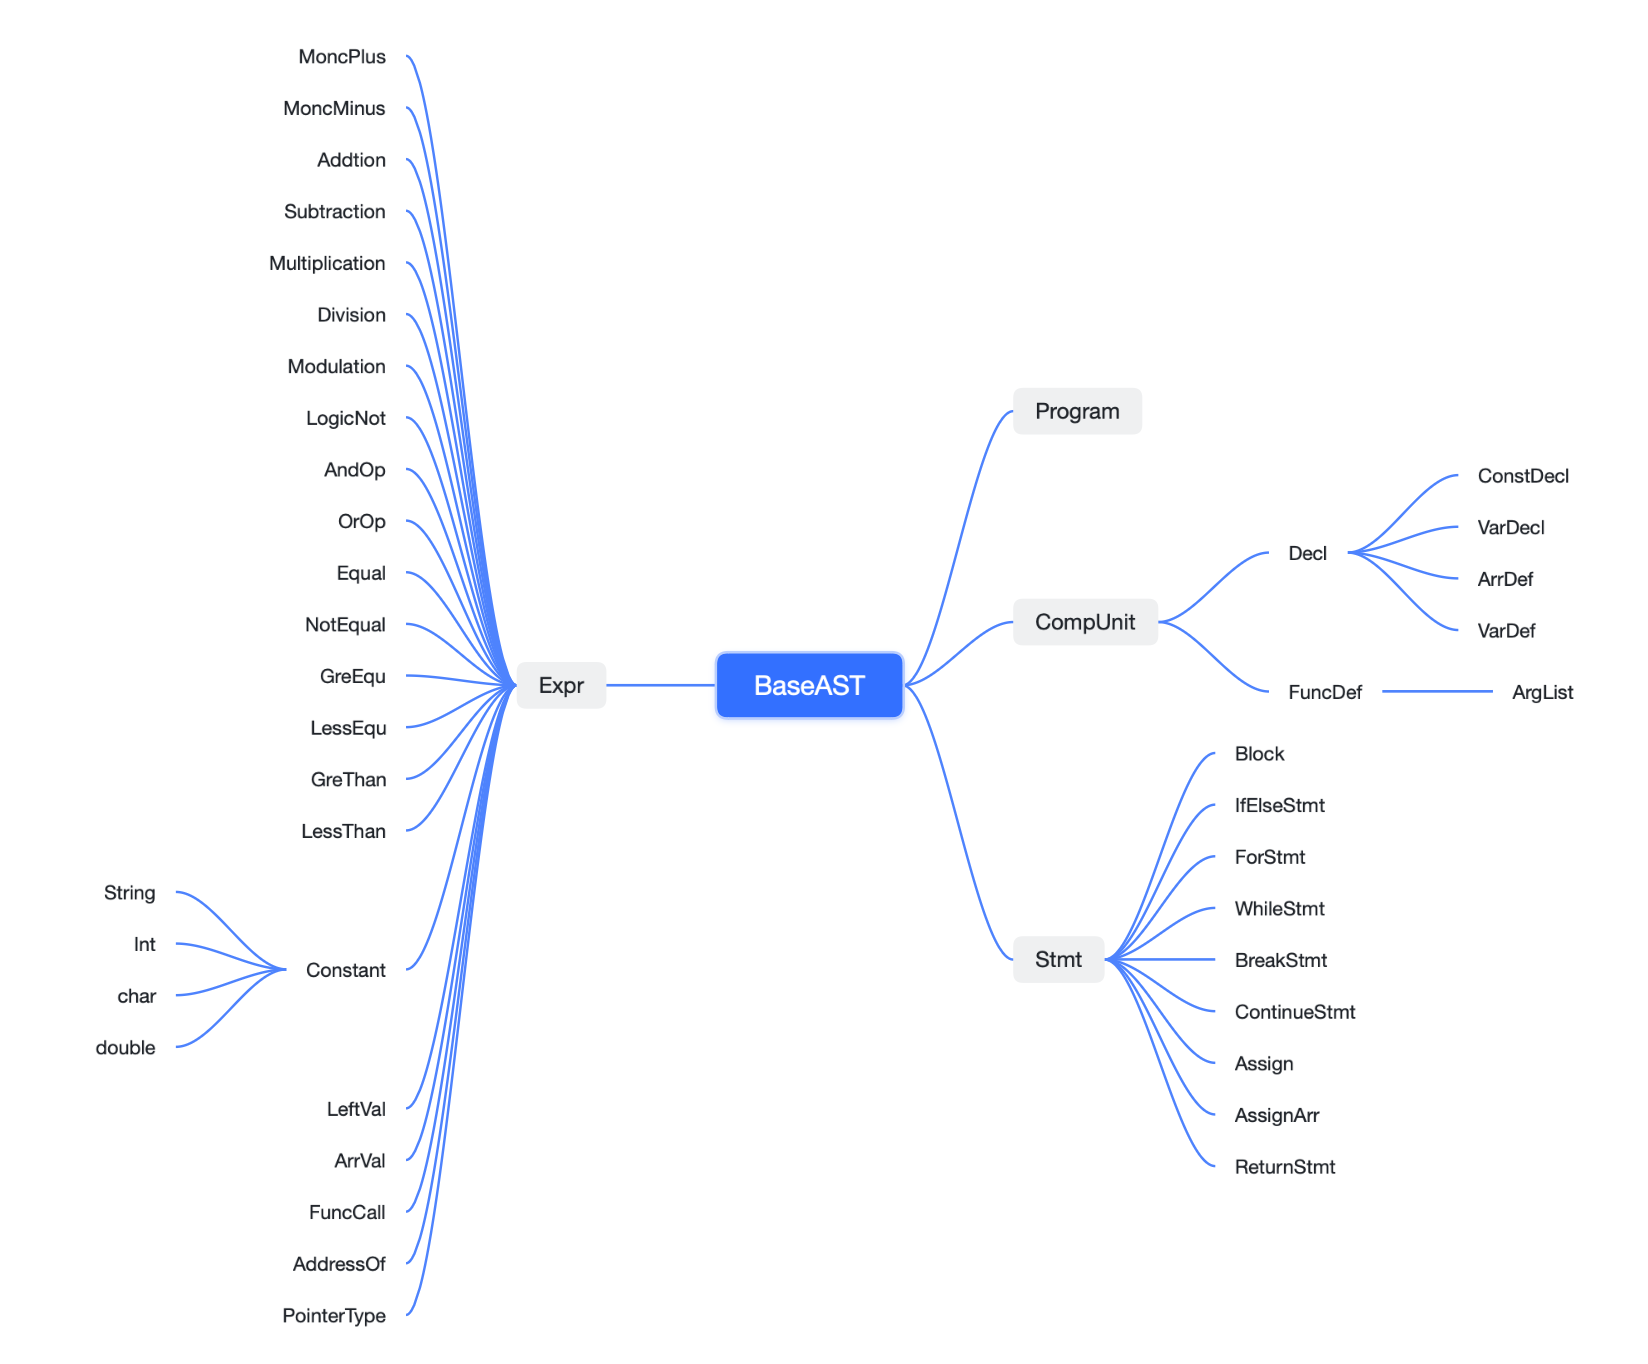 MoncPlus
MoncMinus
Addtion
Subtraction
Multiplication
Division
Modulation
LogicNot
AndOp
OrOp
Equal
NotEqual
GreEqu
LessEqu
GreThan
LessThan
String
Int
char
double
Constant
LeftVal
ArrVal
FuncCall
AddressOf
PointerType
Expr
BaseAST
Program
CompUnit
Decl
ConstDecl
VarDecl
ArrDef
VarDef
FuncDef
ArgList
Stmt
Block
IfElseStmt
ForStmt
WhileStmt
BreakStmt
ContinueStmt
Assign
AssignArr
ReturnStmt